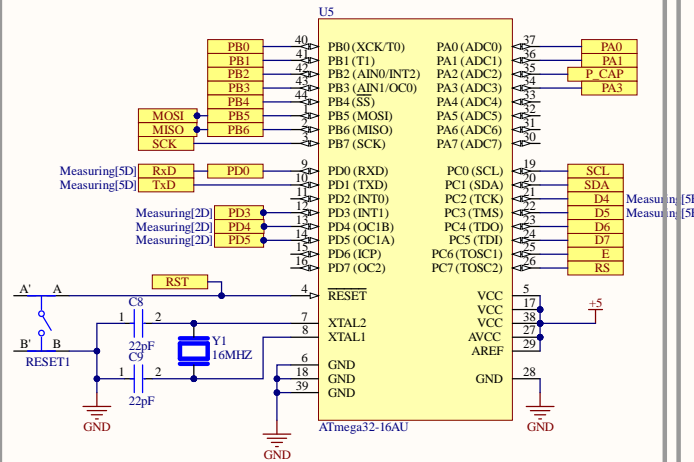 U5
PB0 40 PB0 (XCK/T0) PA0 (ADC0) 37 PA0
PB1 41 PB1 (T1) PA1 (ADC1) 36 PA1
PB2 42 PB2 (AIN0/INT2) PA2 (ADC2) 35 P_CAP
PB3 43 PB3 (AIN1/OC0) PA3 (ADC3) 34 PA3
PB4 44 PB4 (SS) PA4 (ADC4) 33
MOSI PB5 1 PB5 (MOSI) PA5 (ADC5) 32
MISO PB6 2 PB6 (MISO) PA6 (ADC6) 31
SCK 3 PB7 (SCK) PA7 (ADC7) 30
Measuring[5D] RxD PD0 9 PD0 (RXD) PC0 (SCL) 19 SCL
Measuring[5D] TxD 10 PD1 (TXD) PC1 (SDA) 20 SDA
11 PD2 (INT0) PC2 (TCK) 21 D4
Measuring[2D] PD3 12 PD3 (INT1) PC3 (TMS) 22 D5
Measuring[2D] PD4 13 PD4 (OC1B) PC4 (TDO) 23 D6
Measuring[2D] PD5 14 PD5 (OC1A) PC5 (TDI) 24 D7
15 PD6 (ICP) PC6 (TOSC1) 25 E
16 PD7 (OC2) PC7 (TOSC2) 26 RS
RST
A' A 4 RESET VCC 5
C8 VCC 17 +5
1 2 7 XTAL2 VCC 38
22pF Y1 8 XTAL1 AVCC 27
B' B 16MHZ AREF 29
RESET1 C9 6 GND
1 2 18 GND GND 28
22pF 39 GND
GND ATmega32-16AU GND
GND